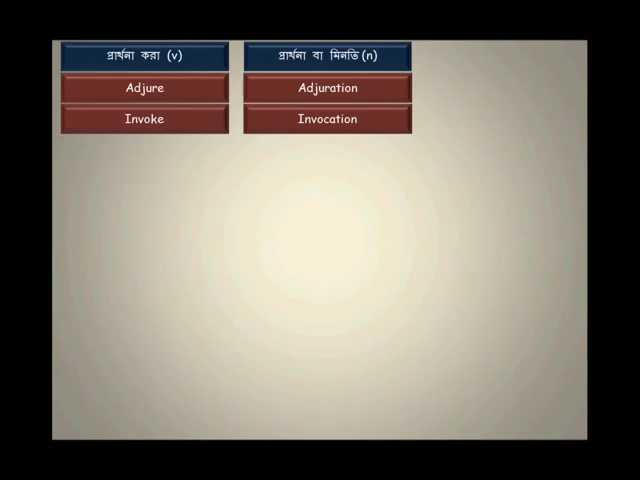 প্রার্থনা করা (v)
প্রার্থনা বা মিনতি (n)
Adjure
Adjuration
Invoke
Invocation